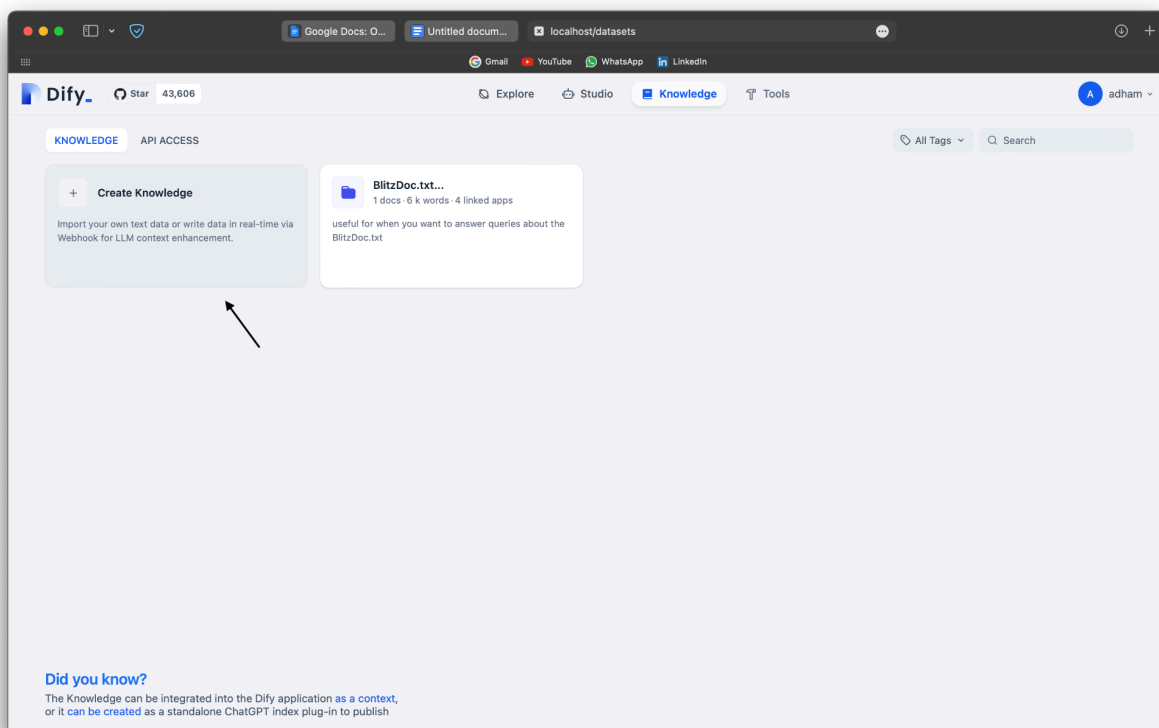 Google Docs: O...
Untitled docum...
localhost/datasets
Gmail
YouTube
WhatsApp
LinkedIn
Dify_
Star 43,606
Explore
Studio
Knowledge
Tools
A adham
KNOWLEDGE
API ACCESS
All Tags
Search
Create Knowledge
Import your own text data or write data in real-time via
Webhook for LLM context enhancement.
BlitzDoc.txt...
1 docs · 6 k words · 4 linked apps
useful for when you want to answer queries about the
BlitzDoc.txt
Did you know?
The Knowledge can be integrated into the Dify application as a context,
or it can be created as a standalone ChatGPT index plug-in to publish